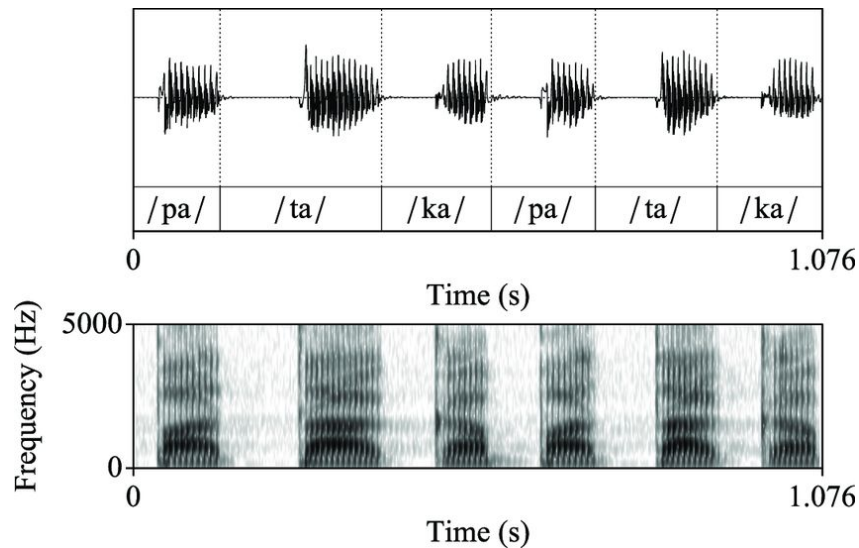 /pa/ /ta/ /ka/ /pa/ /ta/ /ka/
0 1.076
Time (s)
5000
Frequency (Hz)
0
0 1.076
Time (s)